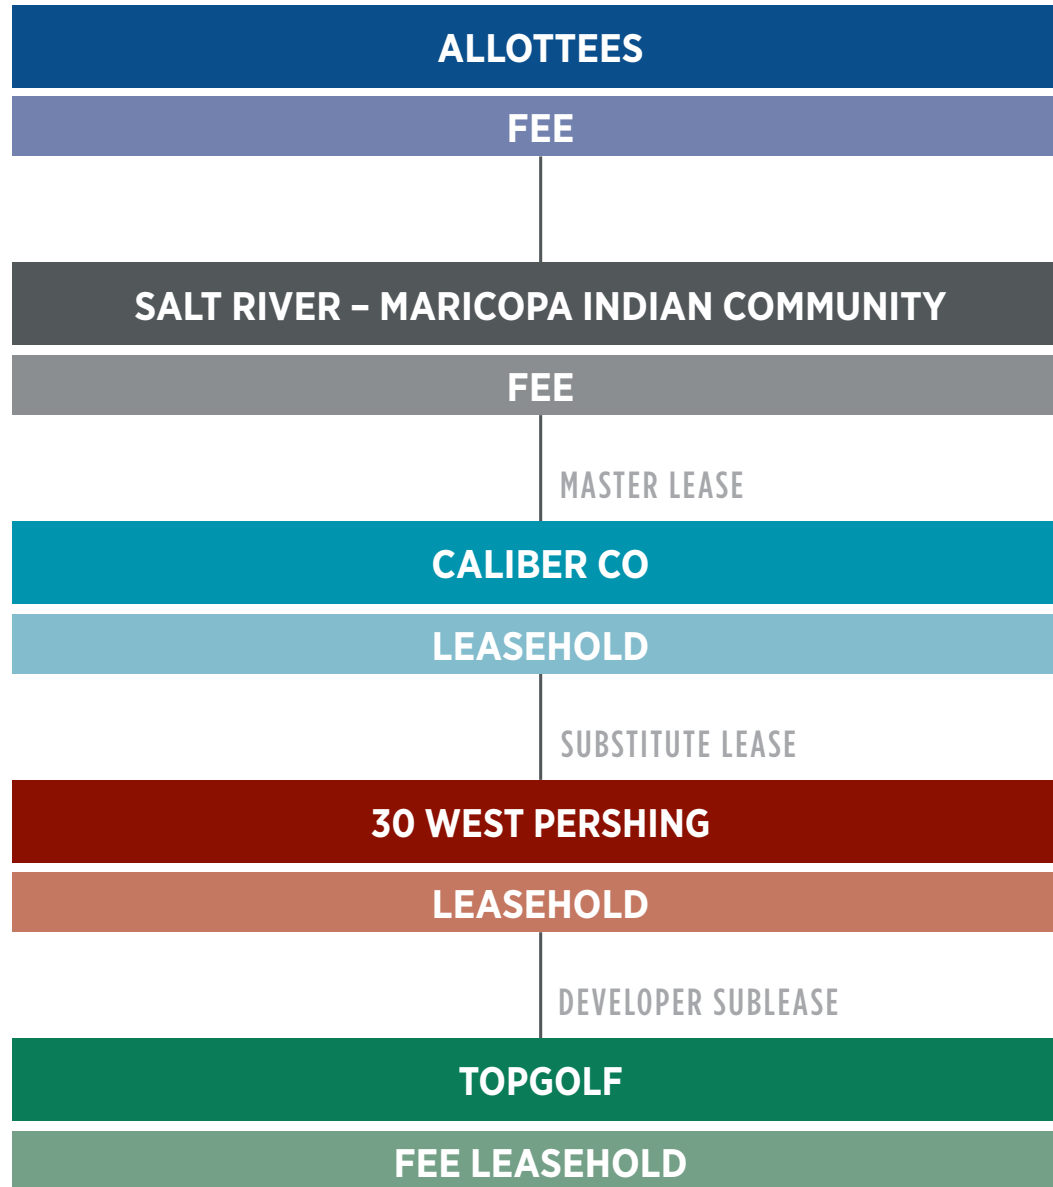 ALLOTTEES
FEE
SALT RIVER – MARICOPA INDIAN COMMUNITY
FEE
MASTER LEASE
CALIBER CO
LEASEHOLD
SUBSTITUTE LEASE
30 WEST PERSHING
LEASEHOLD
DEVELOPER SUBLEASE
TOPGOLF
FEE LEASEHOLD